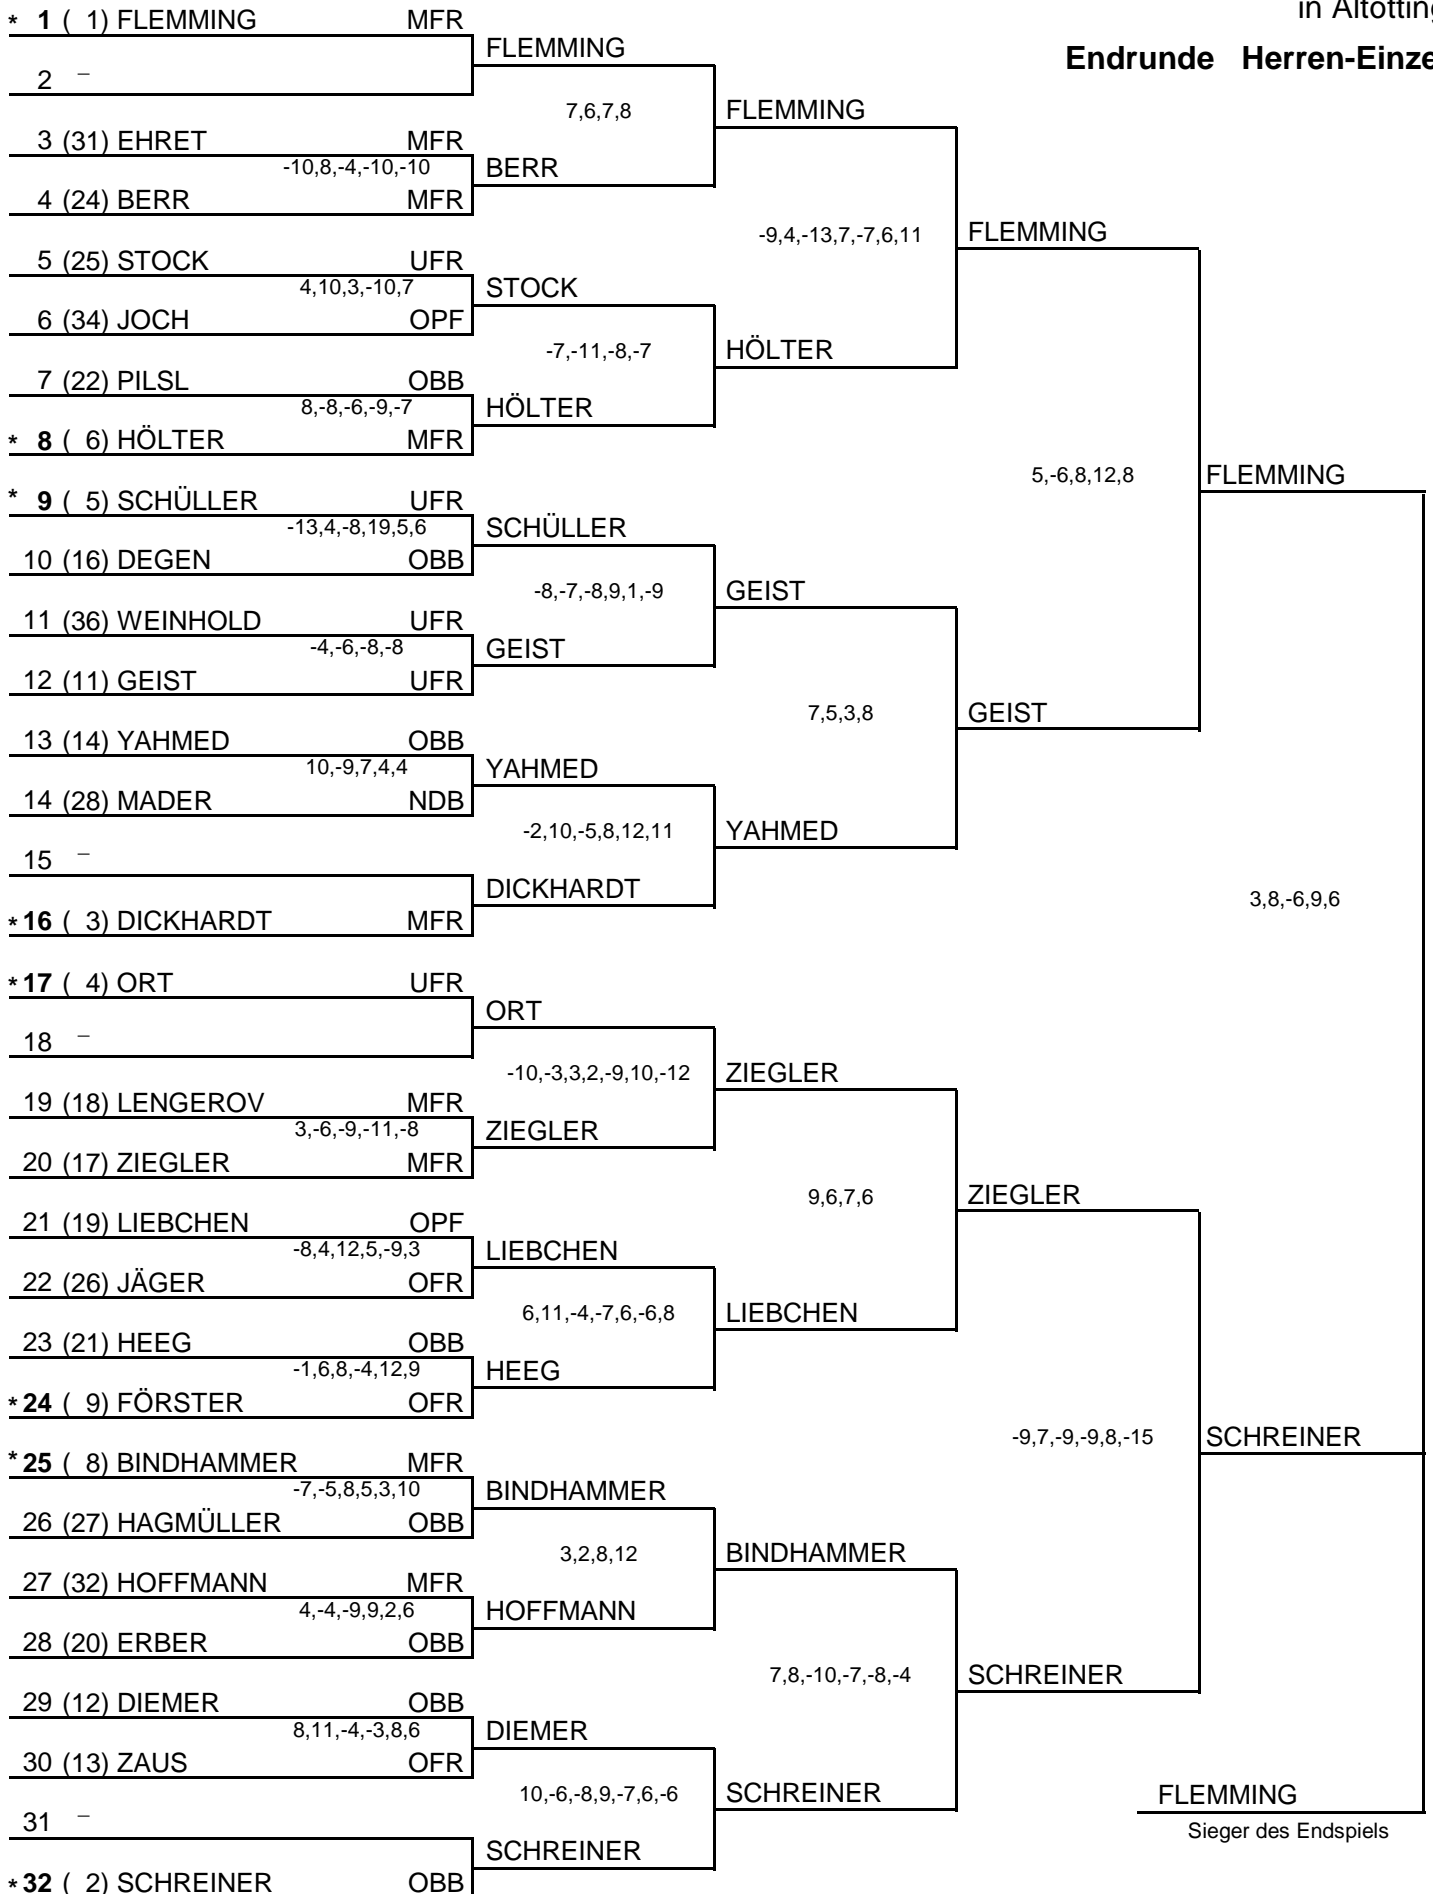 in Altötting
Endrunde Herren-Einze
* 1 ( 1) FLEMMING MFR
FLEMMING
2 –
7,6,7,8
FLEMMING
3 (31) EHRET MFR
-10,8,-4,-10,-10
BERR
4 (24) BERR MFR
-9,4,-13,7,-7,6,11
FLEMMING
5 (25) STOCK UFR
4,10,3,-10,7
STOCK
6 (34) JOCH OPF
-7,-11,-8,-7
HÖLTER
7 (22) PILSL OBB
8,-8,-6,-9,-7
HÖLTER
* 8 ( 6) HÖLTER MFR
5,-6,8,12,8
FLEMMING
* 9 ( 5) SCHÜLLER UFR
-13,4,-8,19,5,6
SCHÜLLER
10 (16) DEGEN OBB
-8,-7,-8,9,1,-9
GEIST
11 (36) WEINHOLD UFR
-4,-6,-8,-8
GEIST
12 (11) GEIST UFR
7,5,3,8
GEIST
13 (14) YAHMED OBB
10,-9,7,4,4
YAHMED
14 (28) MADER NDB
-2,10,-5,8,12,11
YAHMED
15 –
DICKHARDT
3,8,-6,9,6
* 16 ( 3) DICKHARDT MFR
* 17 ( 4) ORT UFR
ORT
18 –
-10,-3,3,2,-9,10,-12
ZIEGLER
19 (18) LENGEROV MFR
3,-6,-9,-11,-8
ZIEGLER
20 (17) ZIEGLER MFR
9,6,7,6
ZIEGLER
21 (19) LIEBCHEN OPF
-8,4,12,5,-9,3
LIEBCHEN
22 (26) JÄGER OFR
6,11,-4,-7,6,-6,8
LIEBCHEN
23 (21) HEEG OBB
-1,6,8,-4,12,9
HEEG
* 24 ( 9) FÖRSTER OFR
-9,7,-9,-9,8,-15
SCHREINER
* 25 ( 8) BINDHAMMER MFR
-7,-5,8,5,3,10
BINDHAMMER
26 (27) HAGMÜLLER OBB
3,2,8,12
BINDHAMMER
27 (32) HOFFMANN MFR
4,-4,-9,9,2,6
HOFFMANN
28 (20) ERBER OBB
7,8,-10,-7,-8,-4
SCHREINER
29 (12) DIEMER OBB
8,11,-4,-3,8,6
DIEMER
30 (13) ZAUS OFR
10,-6,-8,9,-7,6,-6
SCHREINER
FLEMMING
31 –
Sieger des Endspiels
SCHREINER
* 32 ( 2) SCHREINER OBB